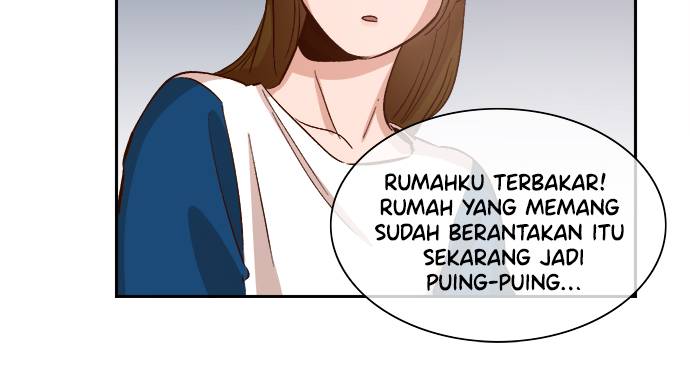 RUMAHKU TERBAKAR!
RUMAH YANG MEMANG
SUDAH BERANTAKAN ITU
SEKARANG JADI
PUING-PUING...